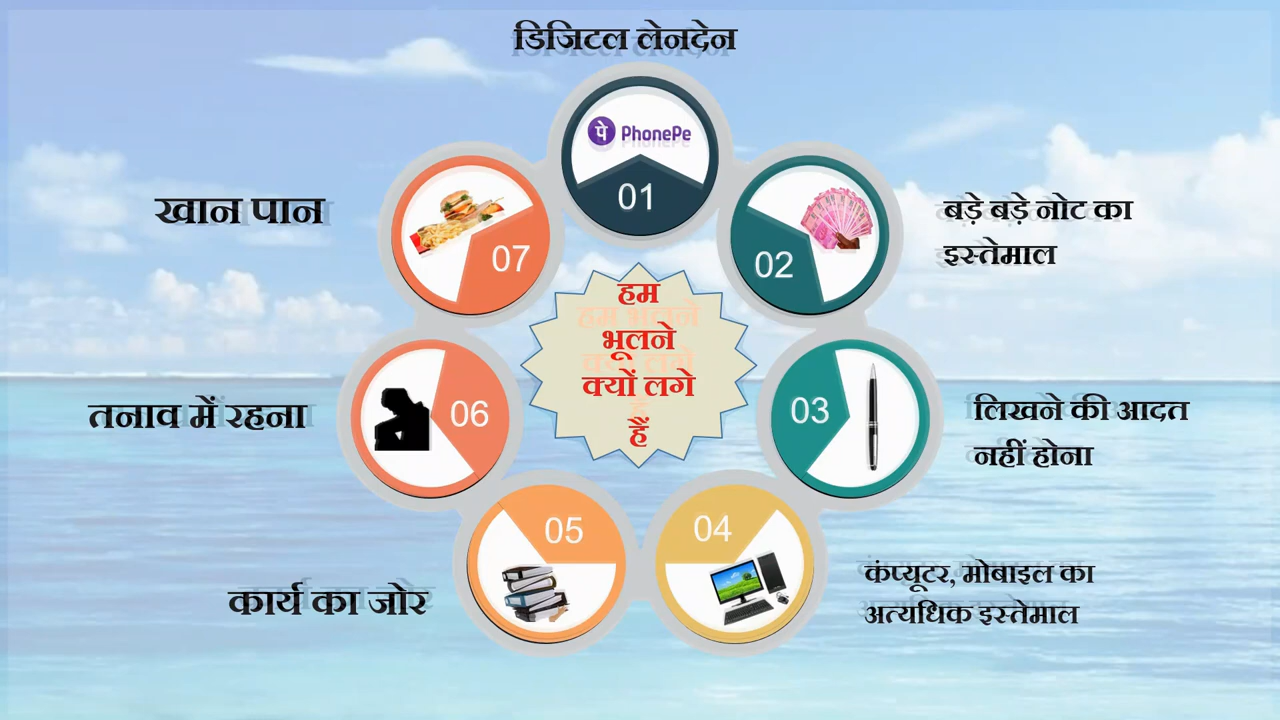 डिजिटल लेनदेन
पे PhonePe
01
बड़े बड़े नोट का
इस्तेमाल
02
लिखने की आदत
नहीं होना
03
कंप्यूटर, मोबाइल का
अत्यधिक इस्तेमाल
04
कार्य का जोर
05
तनाव में रहना
06
खान पान
07
हम
भूलने
क्यों लगे
हैं